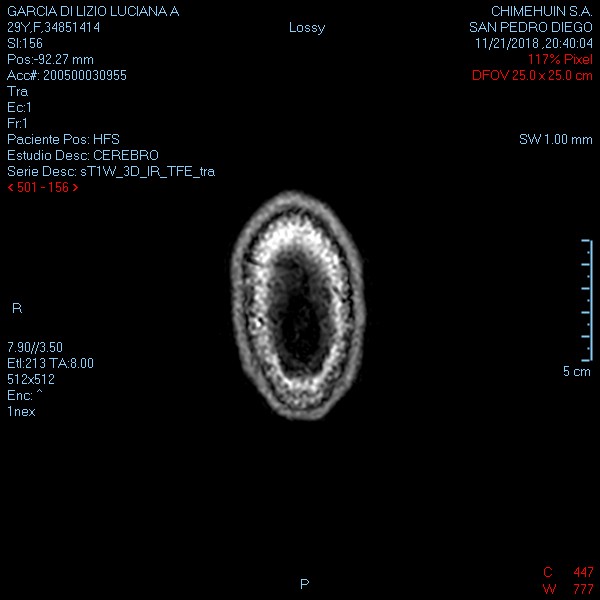 GARCIA DI LIZIO LUCIANA A
29Y,F,34851414
Sl:156
Pos:-92.27 mm
Acc#: 200500030955
Tra
Ec:1
Fr:1
Paciente Pos: HFS
Estudio Desc: CEREBRO
Serie Desc: sT1W_3D_IR_TFE_tra
< 501 - 156 >
Lossy
CHIMEHUIN S.A.
SAN PEDRO DIEGO
11/21/2018 ,20:40:04
117% Pixel
DFOV 25.0 x 25.0 cm
SW 1.00 mm
R
7.90//3.50
Etl:213 TA:8.00
512x512
Enc: ^
1nex
5 cm
P
C 447
W 777